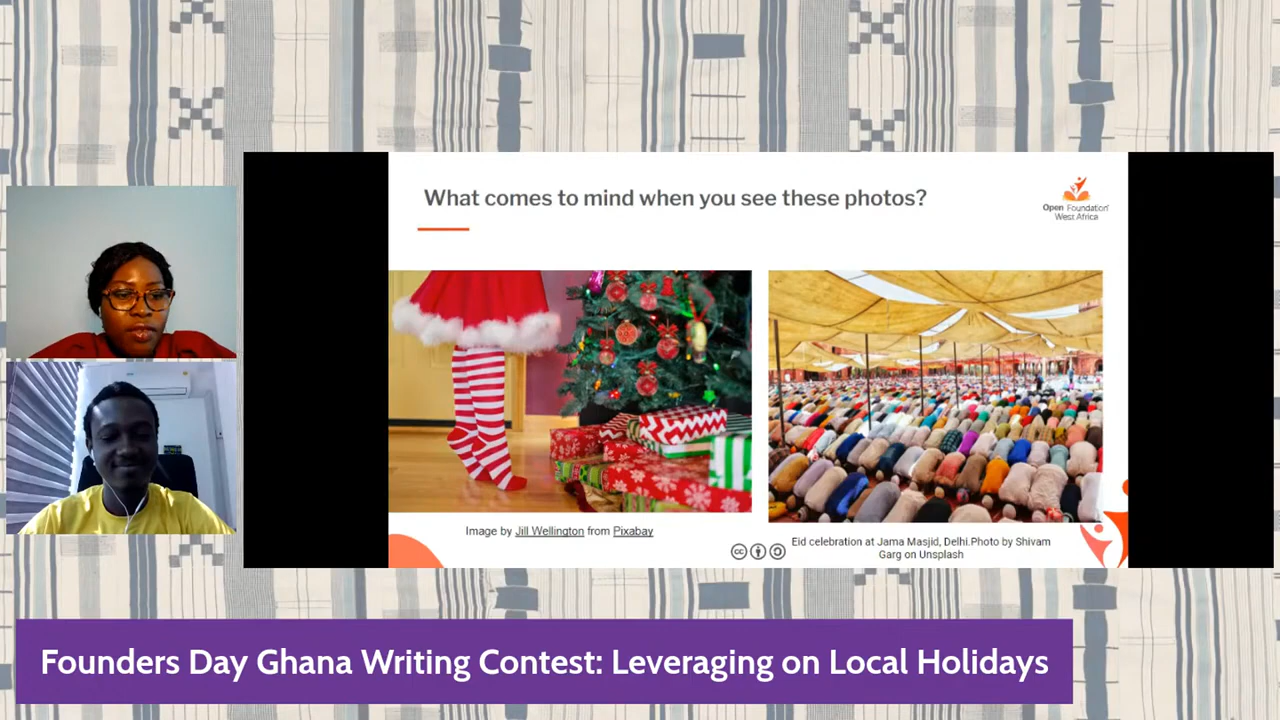 What comes to mind when you see these photos?
Open Foundation
West Africa
Image by Jill Wellington from Pixabay
Eid celebration at Jama Masjid, Delhi.Photo by Shivam
Garg on Unsplash
Founders Day Ghana Writing Contest: Leveraging on Local Holidays